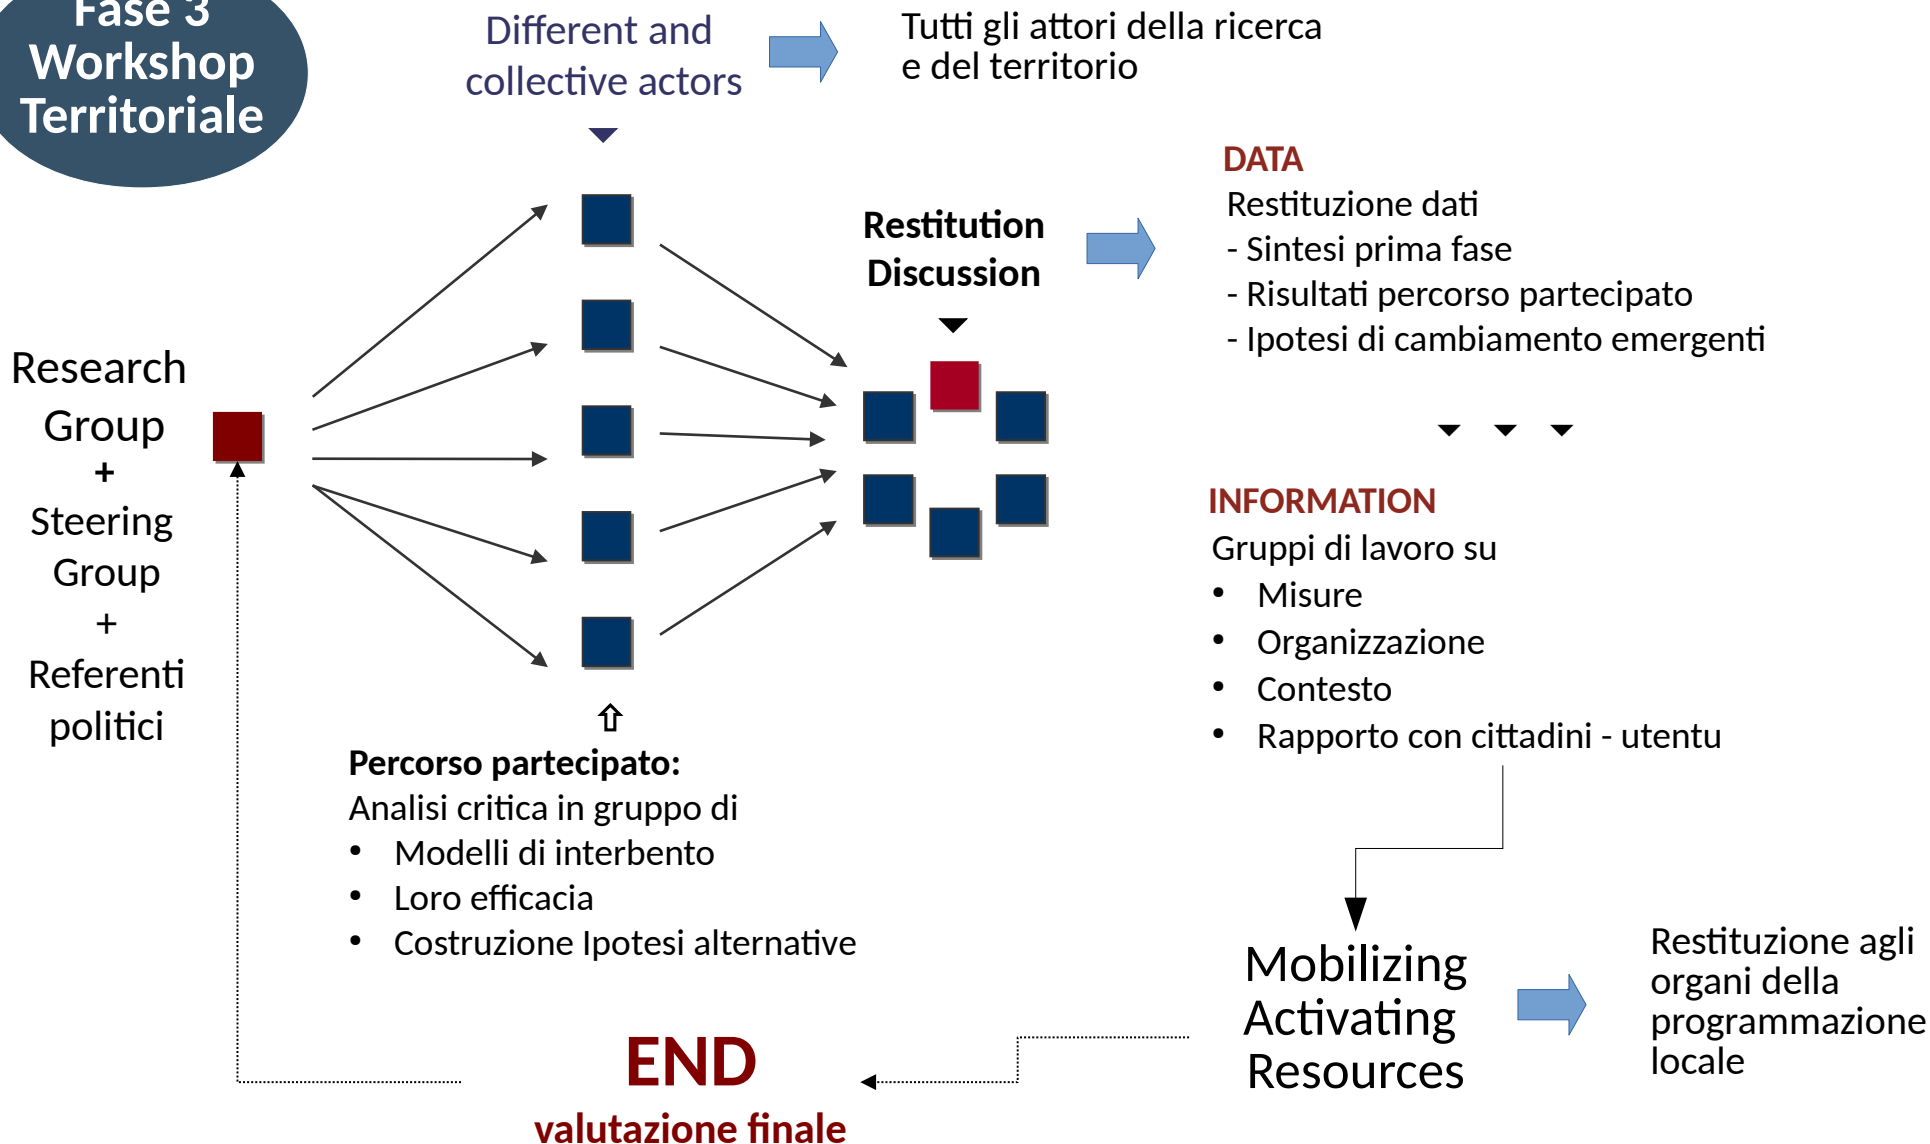 Fase 3
Workshop
Territoriale
Different and
collective actors
Tutti gli attori della ricerca
e del territorio
DATA
Restituzione dati
- Sintesi prima fase
- Risultati percorso partecipato
- Ipotesi di cambiamento emergenti
Restitution
Discussion
Research
Group
+
Steering
Group
+
Referenti
politici
INFORMATION
Gruppi di lavoro su
• Misure
• Organizzazione
• Contesto
• Rapporto con cittadini - utentu
Percorso partecipato:
Analisi critica in gruppo di
• Modelli di interbento
• Loro efficacia
• Costruzione Ipotesi alternative
Mobilizing
Activating
Resources
Restituzione agli
organi della
programmazione
locale
END
valutazione finale